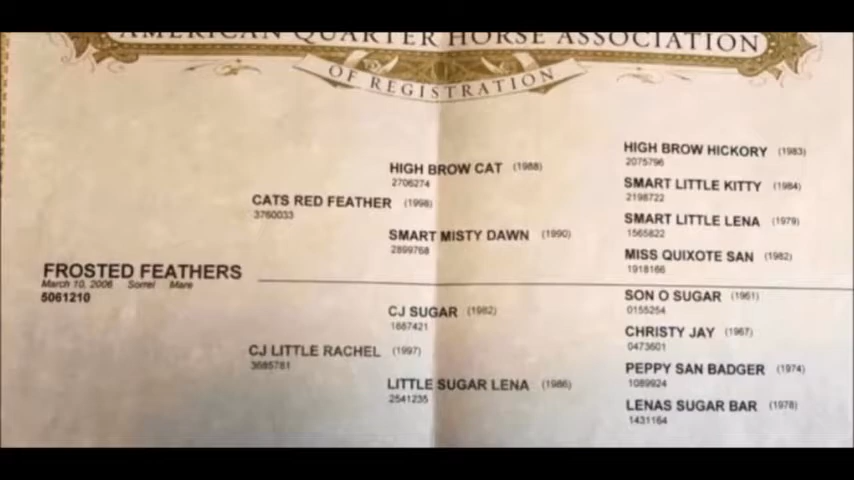 AMERICAN QUARTER HORSE ASSOCIATION
OF REGISTRATION
HIGH BROW HICKORY (1983)
2075796
HIGH BROW CAT (1988)
2706274
SMART LITTLE KITTY (1984)
2198722
CATS RED FEATHER (1998)
3760033
SMART LITTLE LENA (1979)
1565822
SMART MISTY DAWN (1990)
2899768
MISS QUIXOTE SAN (1982)
1918166
FROSTED FEATHERS
March 10, 2006 Sorrel Mare
5061210
SON O SUGAR (1961)
0155254
CJ SUGAR (1982)
1687421
CHRISTY JAY (1967)
0473601
CJ LITTLE RACHEL (1997)
3685781
PEPPY SAN BADGER (1974)
1089924
LITTLE SUGAR LENA (1986)
2541235
LENAS SUGAR BAR (1978)
1431164